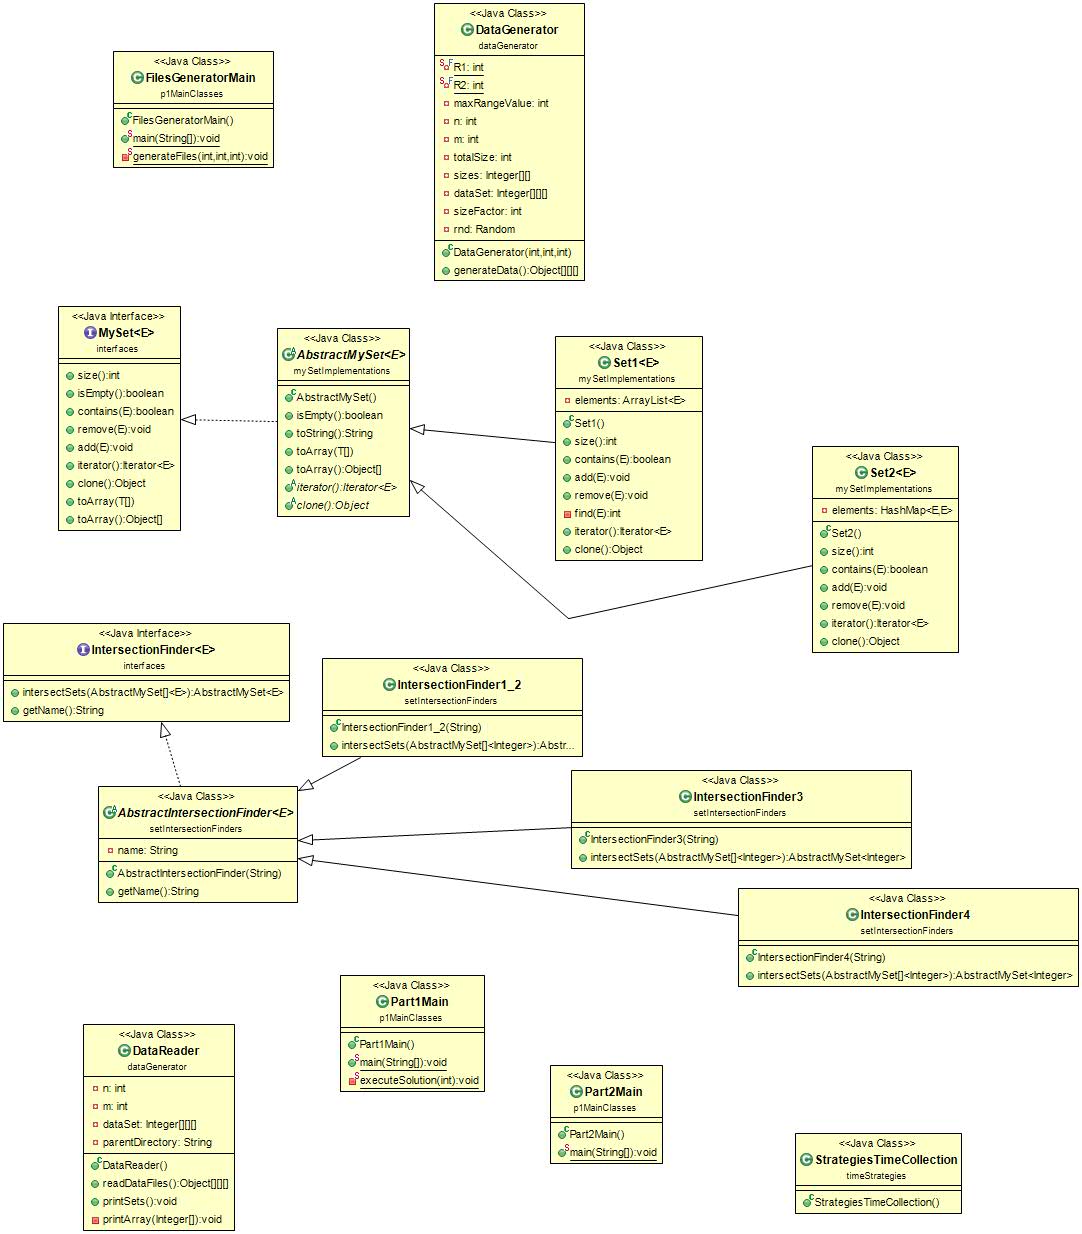 <<Java Class>>
FilesGeneratorMain
p1MainClasses
FilesGeneratorMain()
main(String[]):void
generateFiles(int,int,int):void
<<Java Class>>
DataGenerator
dataGenerator
R1: int
R2: int
maxRangeValue: int
n: int
m: int
totalSize: int
sizes: Integer[][]
dataSet: Integer[][][]
sizeFactor: int
rnd: Random
DataGenerator(int,int,int)
generateData():Object[][][]
<<Java Interface>>
MySet<E>
interfaces
size():int
isEmpty():boolean
contains(E):boolean
remove(E):void
add(E):void
iterator():Iterator<E>
clone():Object
toArray(T[])
toArray():Object[]
<<Java Class>>
AbstractMySet<E>
mySetImplementations
AbstractMySet()
isEmpty():boolean
toString():String
toArray(T[])
toArray():Object[]
iterator():Iterator<E>
clone():Object
<<Java Class>>
Set1<E>
mySetImplementations
elements: ArrayList<E>
Set1()
size():int
contains(E):boolean
add(E):void
remove(E):void
find(E):int
iterator():Iterator<E>
clone():Object
<<Java Class>>
Set2<E>
mySetImplementations
elements: HashMap<E,E>
Set2()
size():int
contains(E):boolean
add(E):void
remove(E):void
iterator():Iterator<E>
clone():Object
<<Java Interface>>
IntersectionFinder<E>
interfaces
intersectSets(AbstractMySet[]<E>):AbstractMySet<E>
getName():String
<<Java Class>>
IntersectionFinder1_2
setIntersectionFinders
IntersectionFinder1_2(String)
intersectSets(AbstractMySet[]<Integer>):Abstr...
<<Java Class>>
AbstractIntersectionFinder<E>
setIntersectionFinders
name: String
AbstractIntersectionFinder(String)
getName():String
<<Java Class>>
IntersectionFinder3
setIntersectionFinders
IntersectionFinder3(String)
intersectSets(AbstractMySet[]<Integer>):AbstractMySet<Integer>
<<Java Class>>
IntersectionFinder4
setIntersectionFinders
IntersectionFinder4(String)
intersectSets(AbstractMySet[]<Integer>):AbstractMySet<Integer>
<<Java Class>>
Part1Main
p1MainClasses
Part1Main()
main(String[]):void
executeSolution(int):void
<<Java Class>>
DataReader
dataGenerator
n: int
m: int
dataSet: Integer[][][]
parentDirectory: String
DataReader()
readDataFiles():Object[][][]
printSets():void
printArray(Integer[]):void
<<Java Class>>
Part2Main
p1MainClasses
Part2Main()
main(String[]):void
<<Java Class>>
StrategiesTimeCollection
timeStrategies
StrategiesTimeCollection()